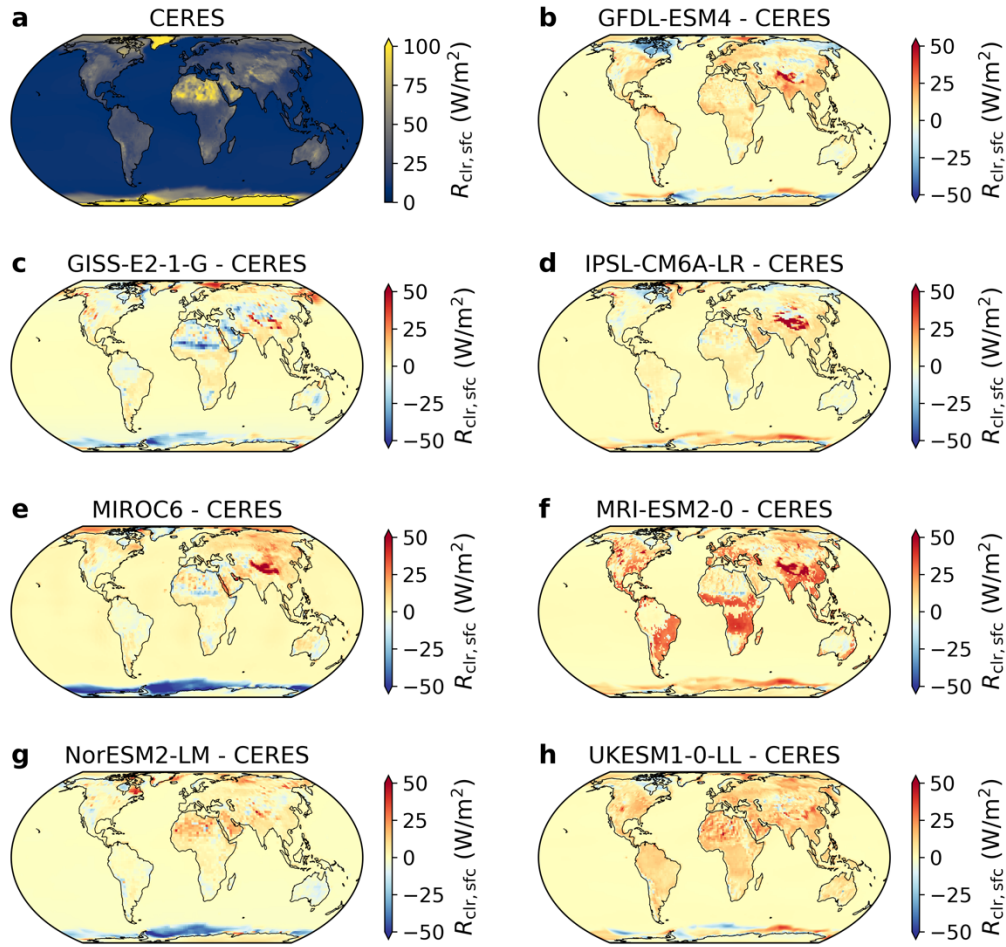 a CERES
100
75
50
25
0
R_clr, sfc (W/m²)
b GFDL-ESM4 - CERES
50
25
0
−25
−50
R_clr, sfc (W/m²)
c GISS-E2-1-G - CERES
50
25
0
−25
−50
R_clr, sfc (W/m²)
d IPSL-CM6A-LR - CERES
50
25
0
−25
−50
R_clr, sfc (W/m²)
e MIROC6 - CERES
50
25
0
−25
−50
R_clr, sfc (W/m²)
f MRI-ESM2-0 - CERES
50
25
0
−25
−50
R_clr, sfc (W/m²)
g NorESM2-LM - CERES
50
25
0
−25
−50
R_clr, sfc (W/m²)
h UKESM1-0-LL - CERES
50
25
0
−25
−50
R_clr, sfc (W/m²)